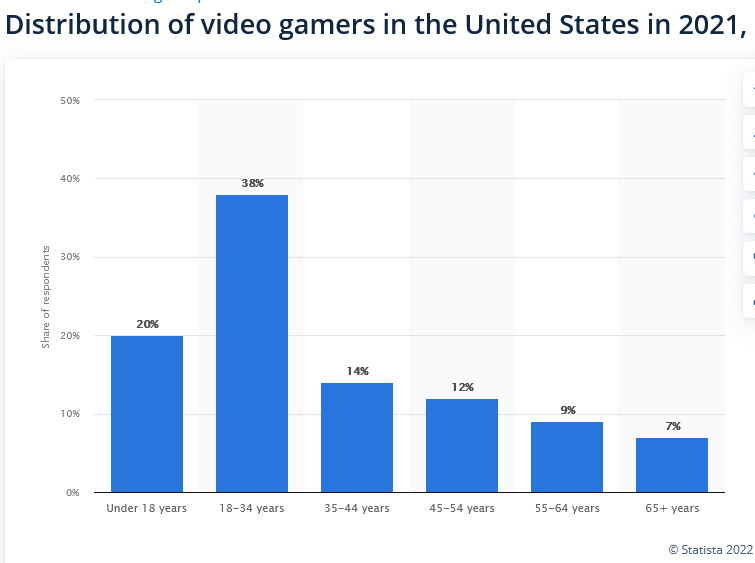 Distribution of video gamers in the United States in 2021,
50%
40%
30%
20%
10%
0%
Share of respondents
20%
38%
14%
12%
9%
7%
Under 18 years
18-34 years
35-44 years
45-54 years
55-64 years
65+ years
© Statista 2022